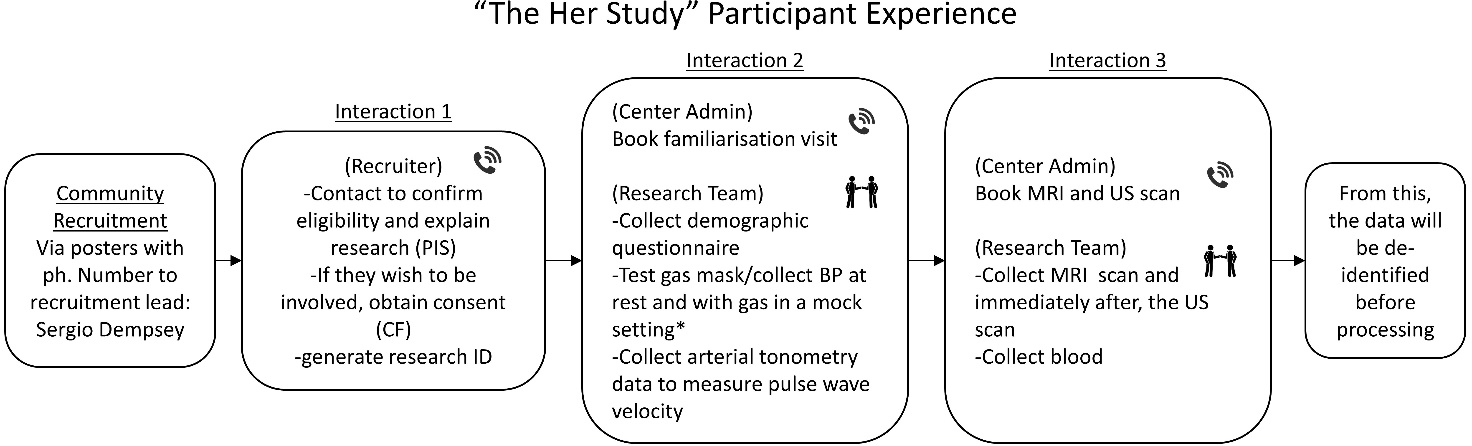 “The Her Study” Participant Experience
Community
Recruitment
Via posters with
ph. Number to
recruitment lead:
Sergio Dempsey
Interaction 1
(Recruiter)
-Contact to confirm
eligibility and explain
research (PIS)
-If they wish to be
involved, obtain consent
(CF)
-generate research ID
Interaction 2
(Center Admin)
Book familiarisation visit
(Research Team)
-Collect demographic
questionnaire
-Test gas mask/collect BP at
rest and with gas in a mock
setting*
-Collect arterial tonometry
data to measure pulse wave
velocity
Interaction 3
(Center Admin)
Book MRI and US scan
(Research Team)
-Collect MRI scan and
immediately after, the US
scan
-Collect blood
From this,
the data will
be de-
identified
before
processing